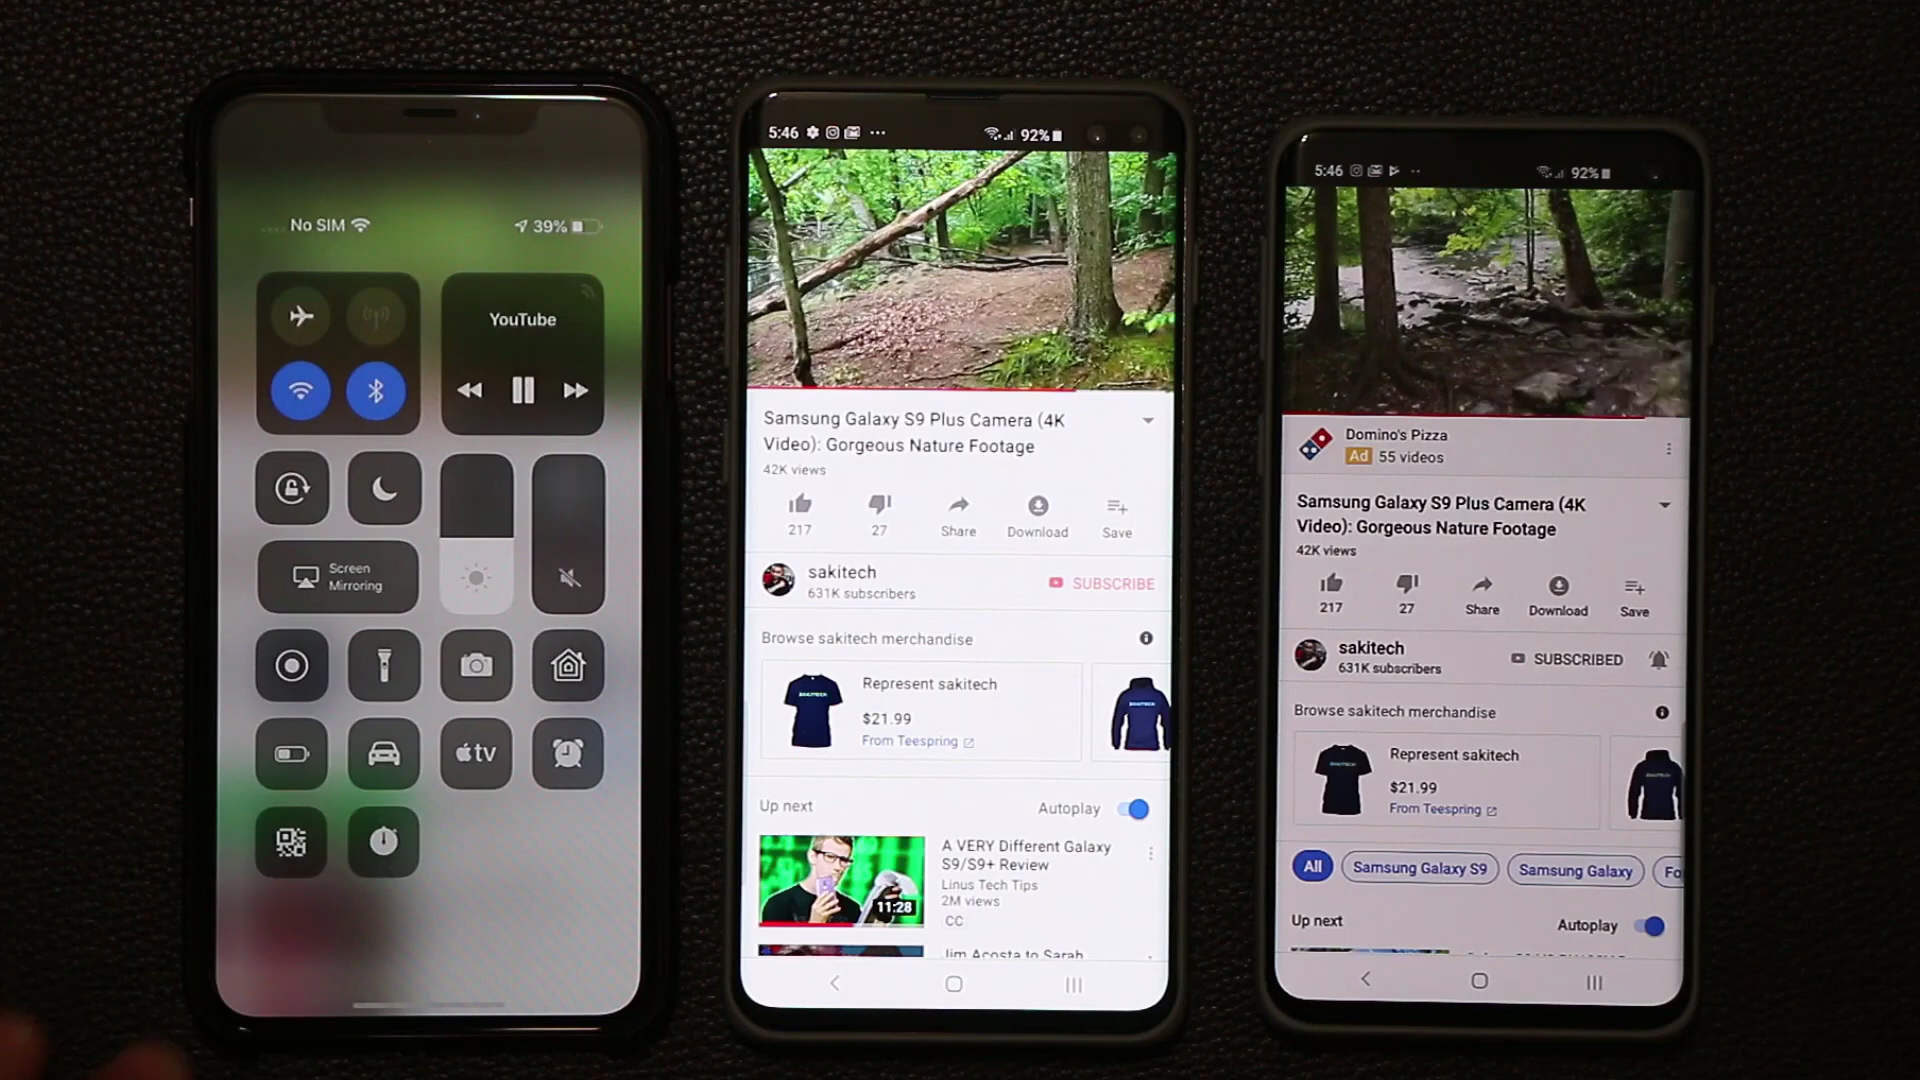 No SIM
39%
YouTube
Screen
Mirroring
tv
5:46
92%
Samsung Galaxy S9 Plus Camera (4K
Video): Gorgeous Nature Footage
42K views
217
27
Share
Download
Save
sakitech
631K subscribers
SUBSCRIBE
Browse sakitech merchandise
Represent sakitech
$21.99
From Teespring
Up next
Autoplay
11:28
A VERY Different Galaxy
S9/S9+ Review
Linus Tech Tips
2M views
CC
Jim Acosta to Sarah
5:46
92%
Domino's Pizza
Ad 55 videos
Samsung Galaxy S9 Plus Camera (4K
Video): Gorgeous Nature Footage
42K views
217
27
Share
Download
Save
sakitech
631K subscribers
SUBSCRIBED
Browse sakitech merchandise
Represent sakitech
$21.99
From Teespring
All
Samsung Galaxy S9
Samsung Galaxy
Fo
Up next
Autoplay